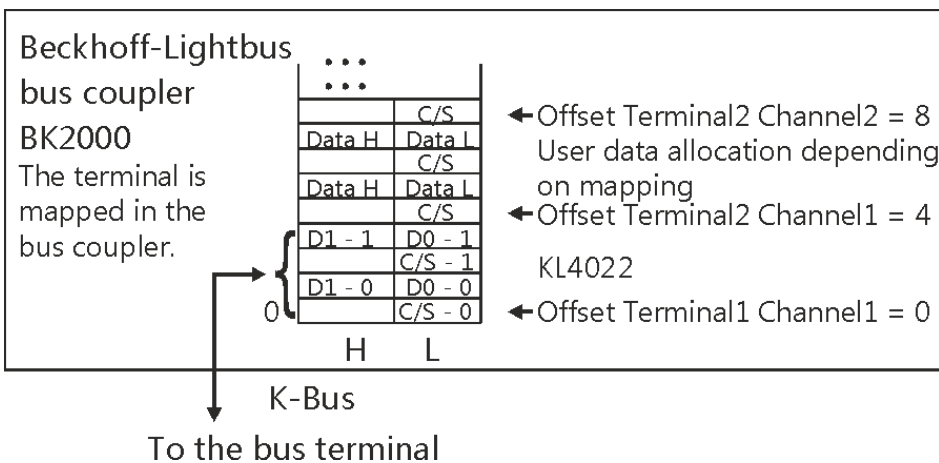 Beckhoff-Lightbus
bus coupler
BK2000
The terminal is
mapped in the
bus coupler.
•••
•••
C/S
Data H Data L
C/S
Data H Data L
C/S
D1 - 1 D0 - 1
C/S - 1
D1 - 0 D0 - 0
0 C/S - 0
H L
Offset Terminal2 Channel2 = 8
User data allocation depending
on mapping
Offset Terminal2 Channel1 = 4
KL4022
Offset Terminal1 Channel1 = 0
K-Bus
To the bus terminal